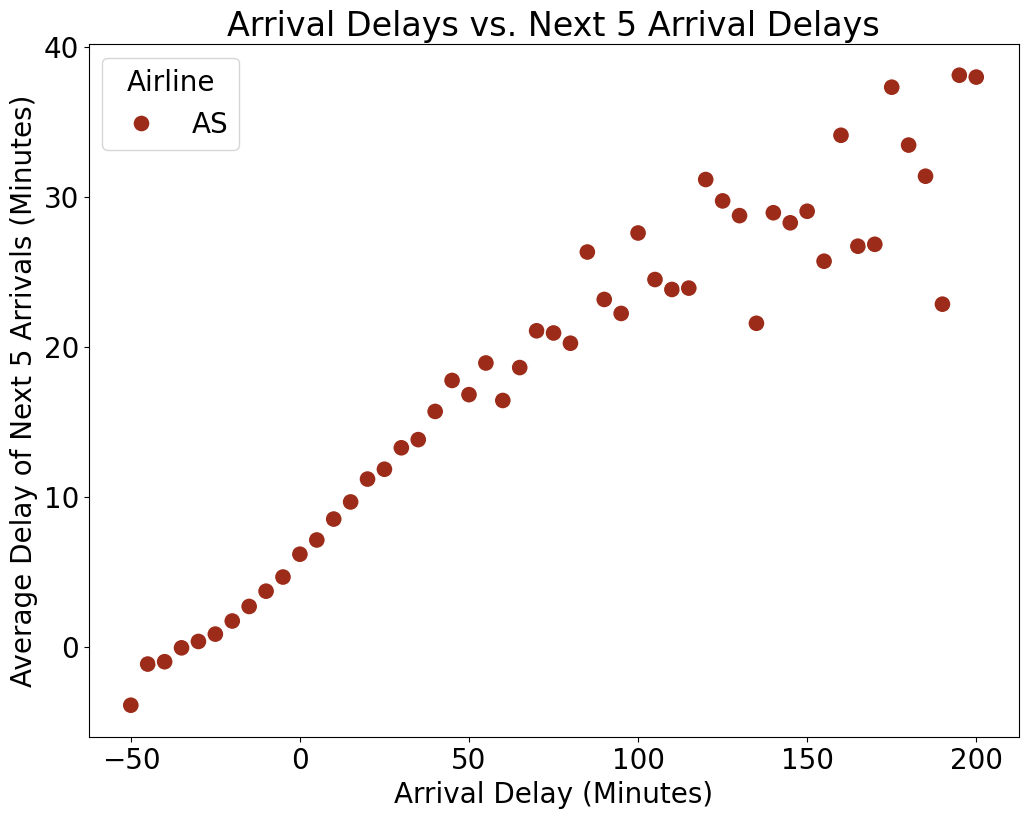 Arrival Delays vs. Next 5 Arrival Delays
Airline
AS
Average Delay of Next 5 Arrivals (Minutes)
40
30
20
10
0
−50
0
50
100
150
200
Arrival Delay (Minutes)